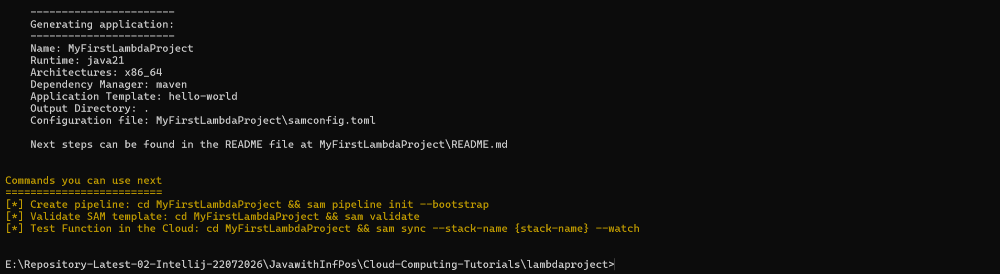 -----------------------
Generating application:
-----------------------
Name: MyFirstLambdaProject
Runtime: java21
Architectures: x86_64
Dependency Manager: maven
Application Template: hello-world
Output Directory: .
Configuration file: MyFirstLambdaProject\samconfig.toml
Next steps can be found in the README file at MyFirstLambdaProject\README.md
Commands you can use next
=========================
[*] Create pipeline: cd MyFirstLambdaProject && sam pipeline init --bootstrap
[*] Validate SAM template: cd MyFirstLambdaProject && sam validate
[*] Test Function in the Cloud: cd MyFirstLambdaProject && sam sync --stack-name {stack-name} --watch
E:\Repository-Latest-02-Intellij-22072026\JavawithInfPos\Cloud-Computing-Tutorials\lambdaproject>